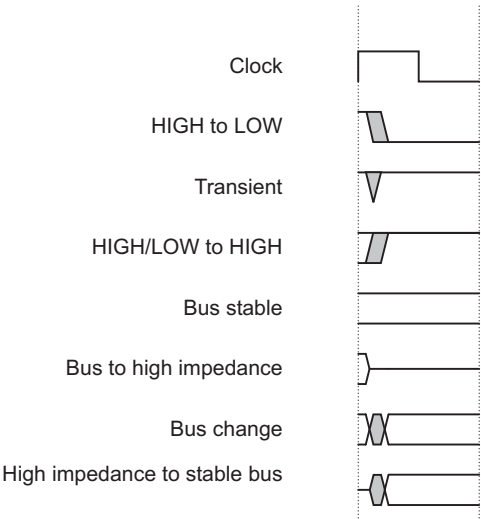 Clock
HIGH to LOW
Transient
HIGH/LOW to HIGH
Bus stable
Bus to high impedance
Bus change
High impedance to stable bus